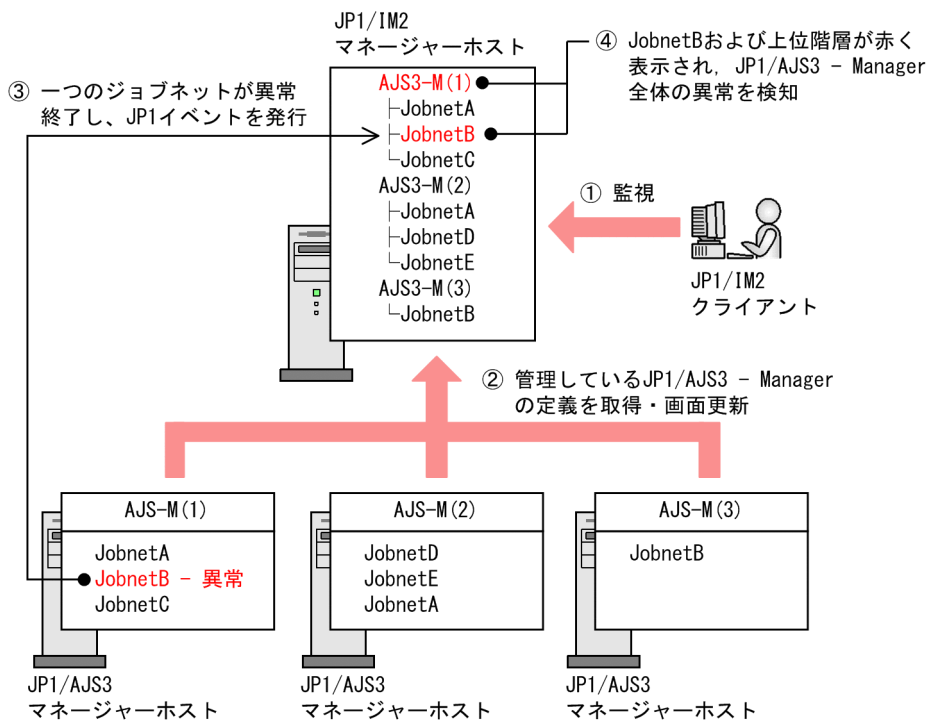 JP1/IM2
マネージャーホスト
④ JobnetBおよび上位階層が赤く
表示され, JP1/AJS3 - Manager
全体の異常を検知
③ 一つのジョブネットが異常
終了し、JP1イベントを発行
AJS3-M(1)
JobnetA
JobnetB
JobnetC
AJS3-M(2)
JobnetA
JobnetD
JobnetE
AJS3-M(3)
JobnetB
① 監視
JP1/IM2
クライアント
② 管理しているJP1/AJS3 - Manager
の定義を取得・画面更新
AJS-M(1)
JobnetA
JobnetB - 異常
JobnetC
JP1/AJS3
マネージャーホスト
AJS-M(2)
JobnetD
JobnetE
JobnetA
JP1/AJS3
マネージャーホスト
AJS-M(3)
JobnetB
JP1/AJS3
マネージャーホスト